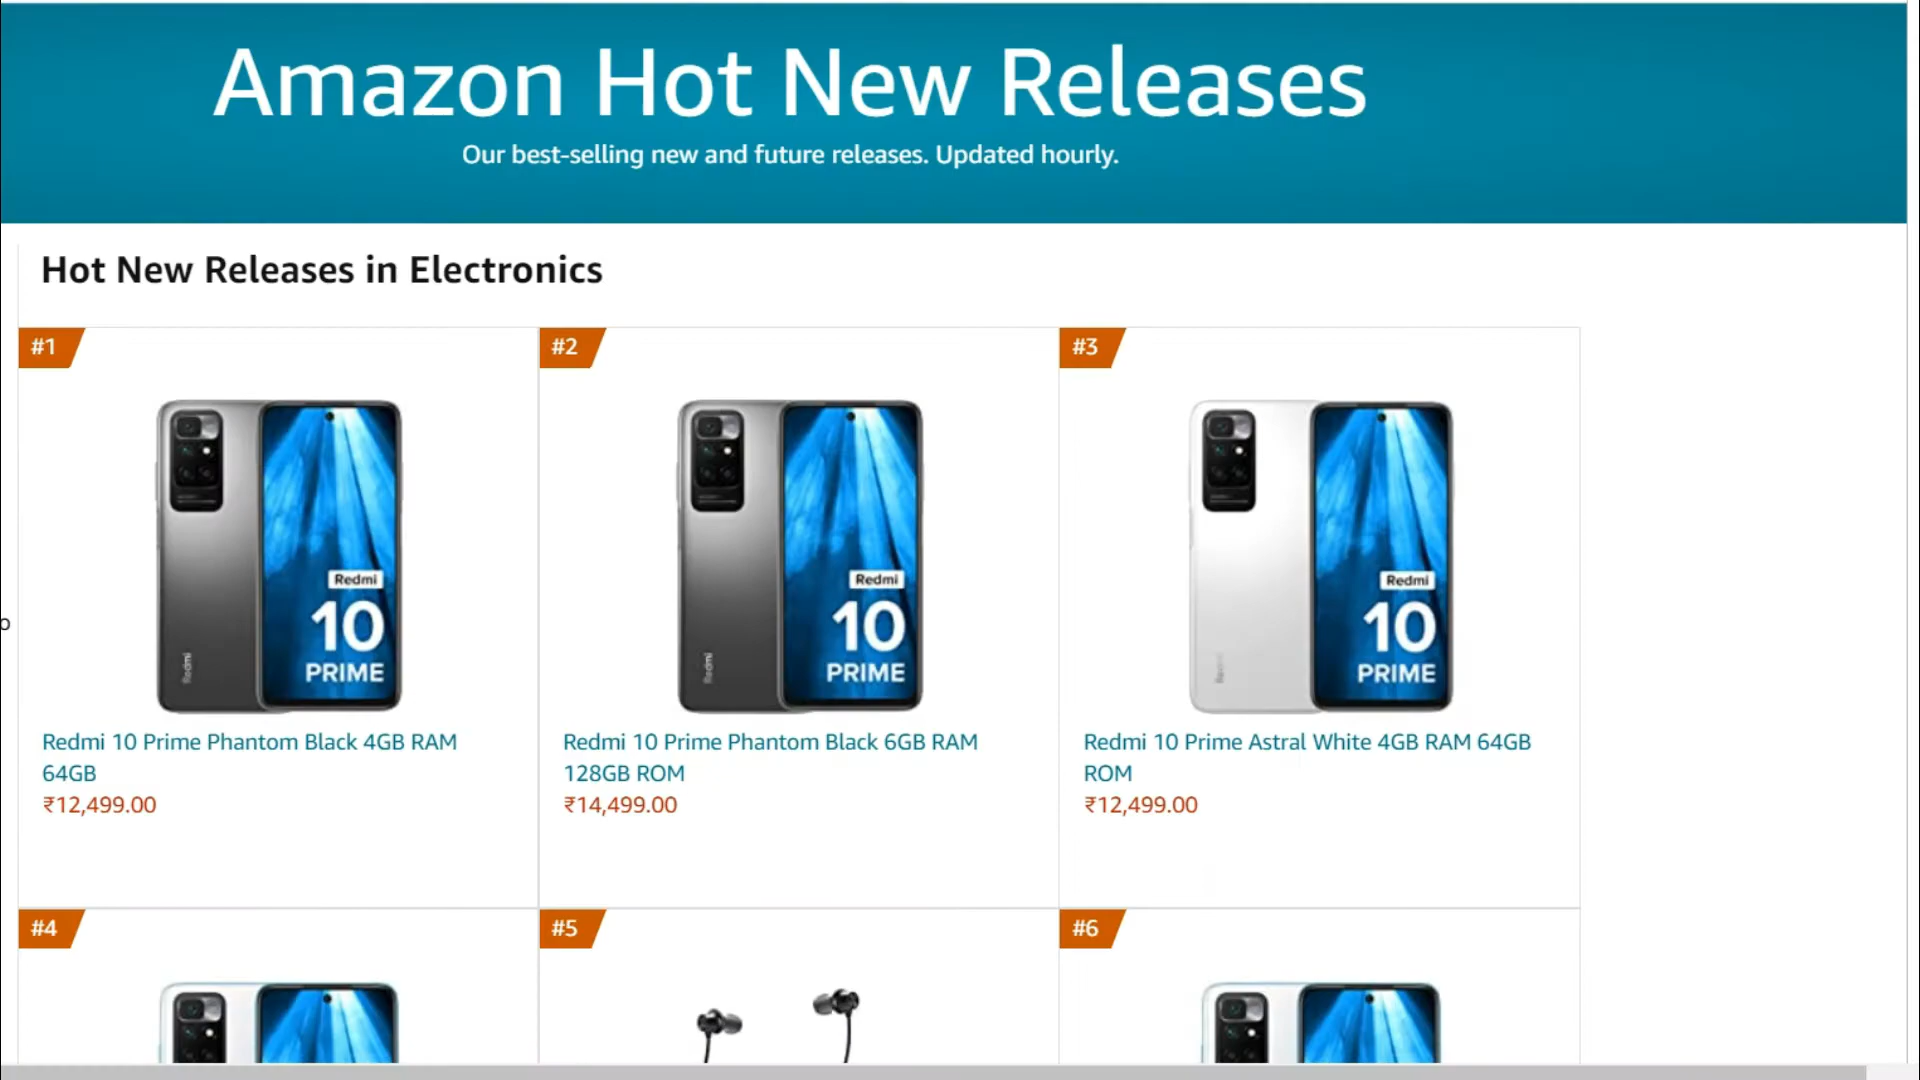 Amazon Hot New Releases
Our best-selling new and future releases. Updated hourly.
Hot New Releases in Electronics
#1
#2
#3
Redmi
10
PRIME
Redmi
Redmi
10
PRIME
Redmi
Redmi
10
PRIME
Redmi
Redmi 10 Prime Phantom Black 4GB RAM
64GB
₹12,499.00
Redmi 10 Prime Phantom Black 6GB RAM
128GB ROM
₹14,499.00
Redmi 10 Prime Astral White 4GB RAM 64GB
ROM
₹12,499.00
o
#4
#5
#6